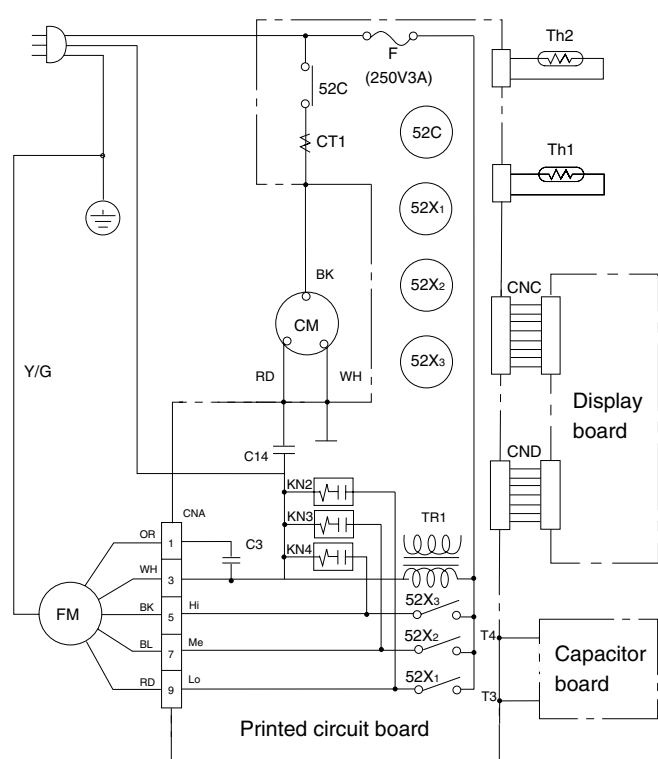 Th2
F
(250V3A)
52C
52C
CT1
Th1
52X1
BK
52X2
CNC
CM
Y/G
RD
WH
52X3
Display
board
C14
CND
KN2
CNA
KN3
TR1
OR
1
C3
KN4
WH
3
FM
BK
5
Hi
52X3
BL
7
Me
52X2
T4
Capacitor
board
RD
9
Lo
52X1
T3
Printed circuit board